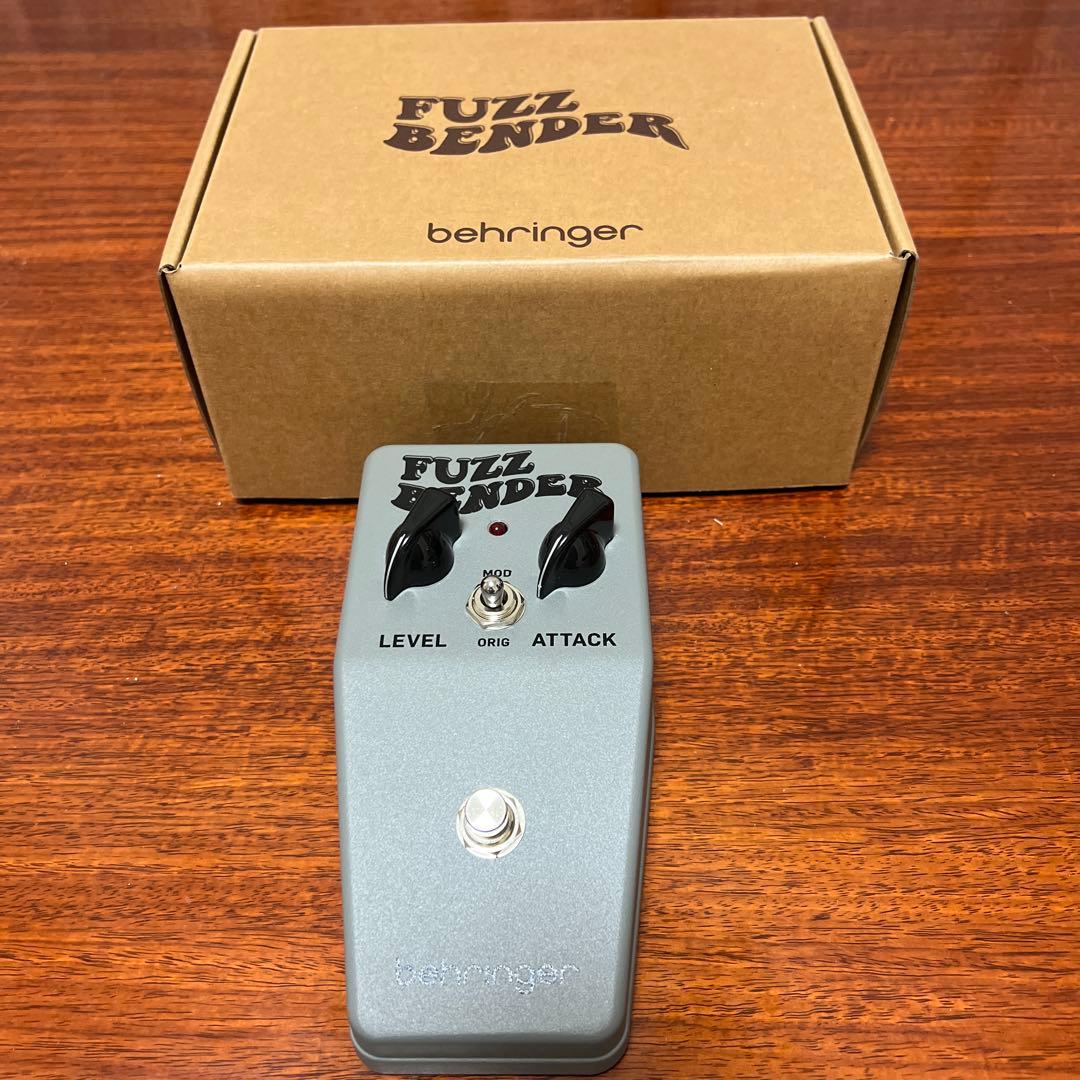 FUZZ
BENDER
behringer
FUZZ
BENDER
MOD
LEVEL
ORIG
ATTACK
behringer